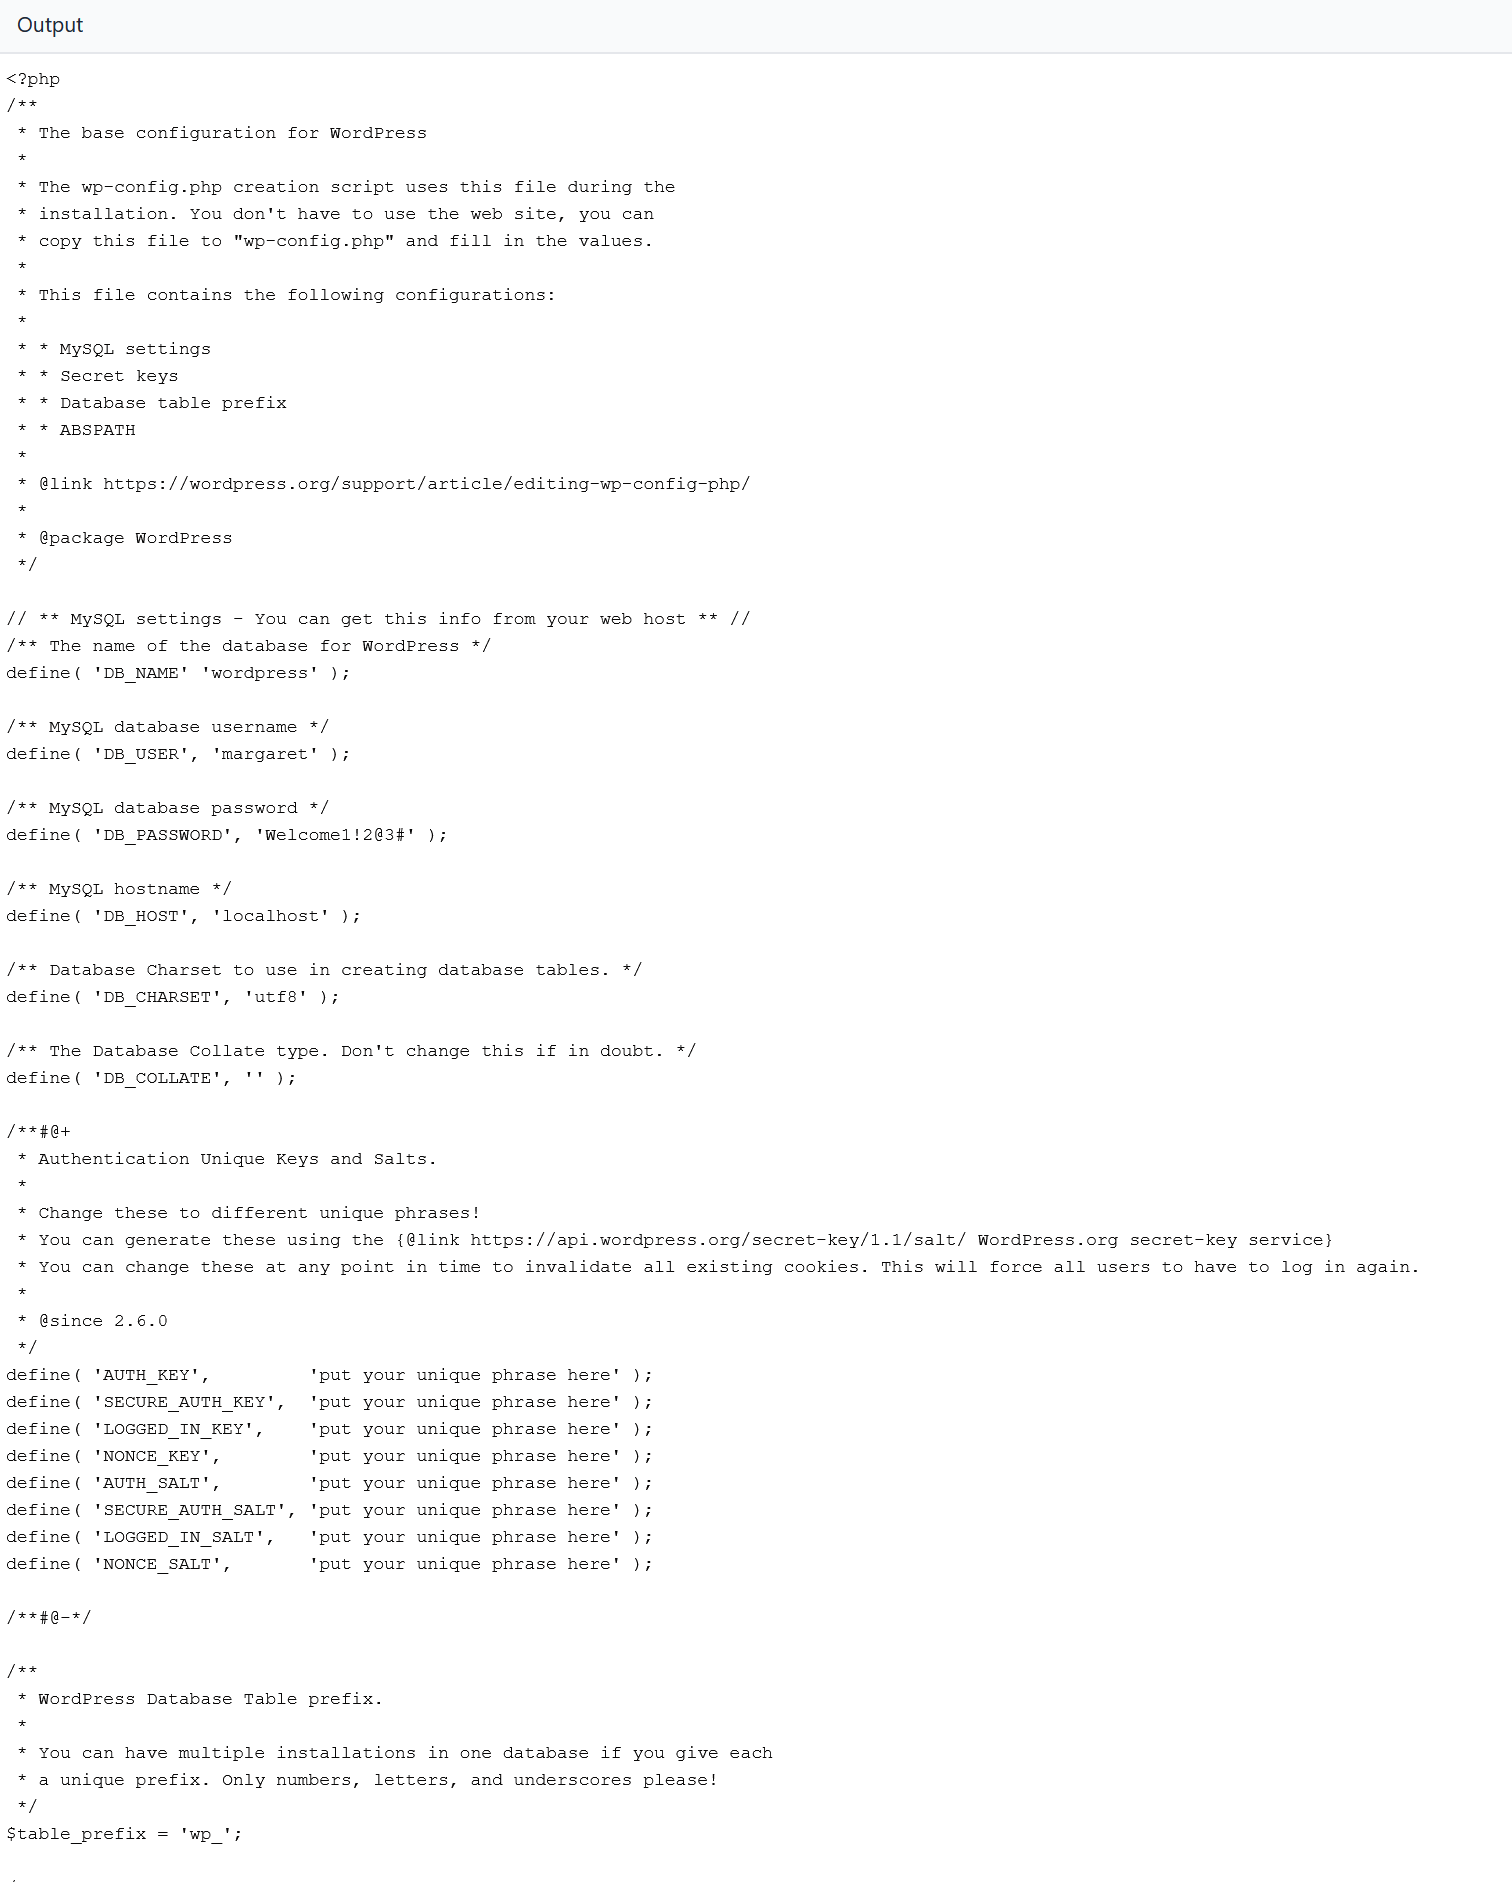 Output
<?php
/**
 * The base configuration for WordPress
 *
 * The wp-config.php creation script uses this file during the
 * installation. You don't have to use the web site, you can
 * copy this file to "wp-config.php" and fill in the values.
 *
 * This file contains the following configurations:
 *
 * * MySQL settings
 * * Secret keys
 * * Database table prefix
 * * ABSPATH
 *
 * @link https://wordpress.org/support/article/editing-wp-config-php/
 *
 * @package WordPress
 */

// ** MySQL settings - You can get this info from your web host ** //
/** The name of the database for WordPress */
define( 'DB_NAME' 'wordpress' );

/** MySQL database username */
define( 'DB_USER', 'margaret' );

/** MySQL database password */
define( 'DB_PASSWORD', 'Welcome1!2@3#' );

/** MySQL hostname */
define( 'DB_HOST', 'localhost' );

/** Database Charset to use in creating database tables. */
define( 'DB_CHARSET', 'utf8' );

/** The Database Collate type. Don't change this if in doubt. */
define( 'DB_COLLATE', '' );

/**#@+
 * Authentication Unique Keys and Salts.
 *
 * Change these to different unique phrases!
 * You can generate these using the {@link https://api.wordpress.org/secret-key/1.1/salt/ WordPress.org secret-key service}
 * You can change these at any point in time to invalidate all existing cookies. This will force all users to have to log in again.
 *
 * @since 2.6.0
 */
define( 'AUTH_KEY',         'put your unique phrase here' );
define( 'SECURE_AUTH_KEY',  'put your unique phrase here' );
define( 'LOGGED_IN_KEY',    'put your unique phrase here' );
define( 'NONCE_KEY',        'put your unique phrase here' );
define( 'AUTH_SALT',        'put your unique phrase here' );
define( 'SECURE_AUTH_SALT', 'put your unique phrase here' );
define( 'LOGGED_IN_SALT',   'put your unique phrase here' );
define( 'NONCE_SALT',       'put your unique phrase here' );

/**#@-*/

/**
 * WordPress Database Table prefix.
 *
 * You can have multiple installations in one database if you give each
 * a unique prefix. Only numbers, letters, and underscores please!
 */
$table_prefix = 'wp_';